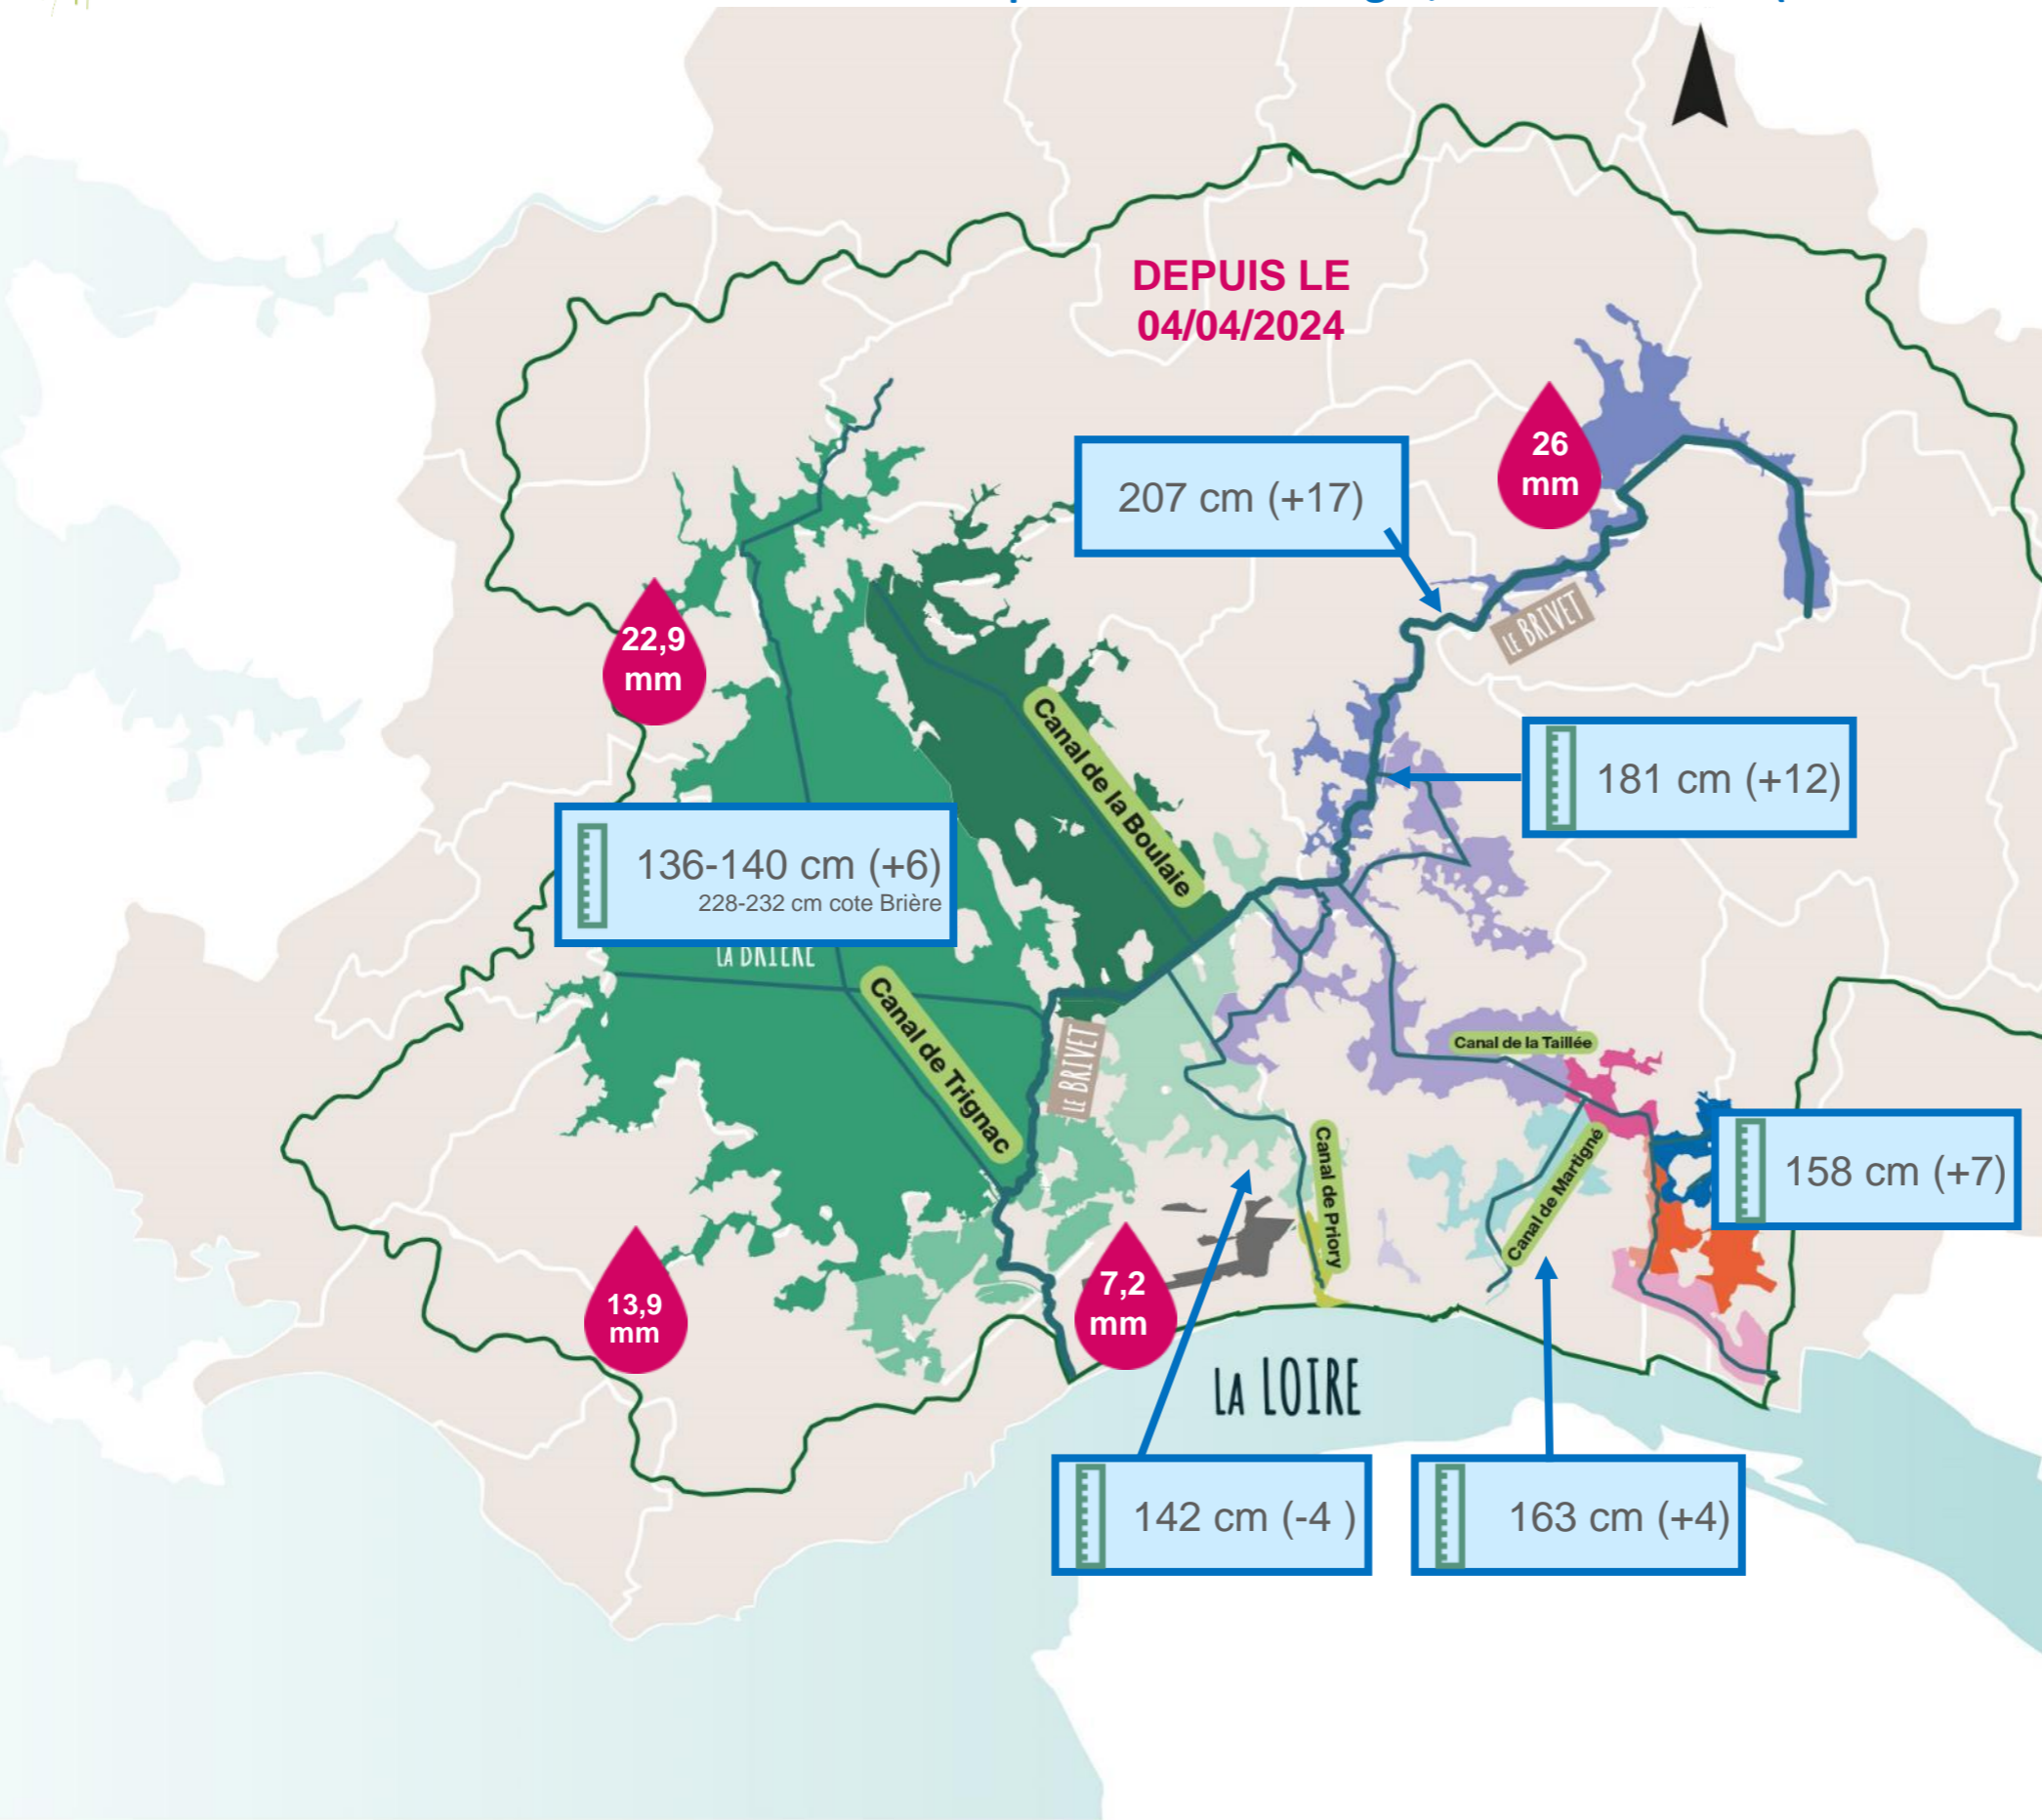 DEPUIS LE
04/04/2024
26
mm
207 cm (+17)
LE BRIVET
22,9
mm
Canal de la Boulaie
181 cm (+12)
136-140 cm (+6)
228-232 cm cote Brière
LA BRIÈRE
Canal de Trignac
LE BRIVET
Canal de la Taillée
Canal de Priory
Canal de Martigné
158 cm (+7)
13,9
mm
7,2
mm
LA LOIRE
142 cm (-4 )
163 cm (+4)